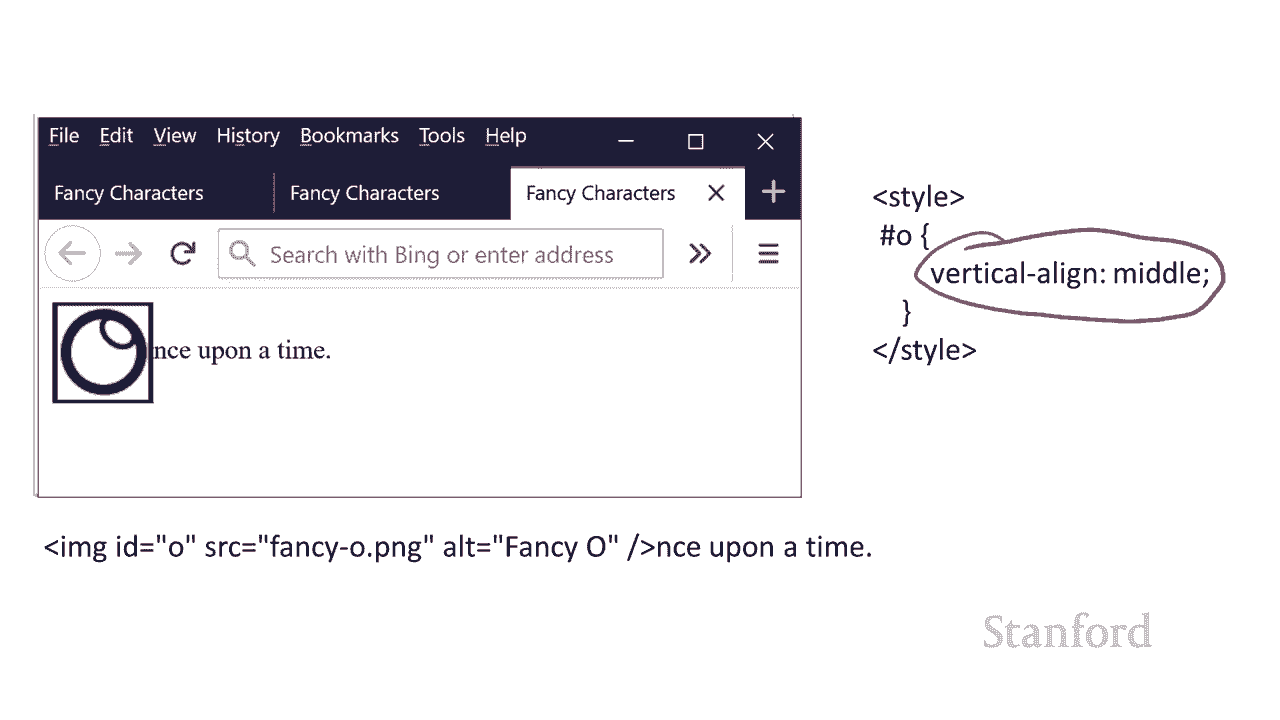 File Edit View History Bookmarks Tools Help
Fancy Characters Fancy Characters Fancy Characters
Search with Bing or enter address
nce upon a time.
<style>
#o {
vertical-align: middle;
}
</style>
<img id="o" src="fancy-o.png" alt="Fancy O" />nce upon a time.
Stanford